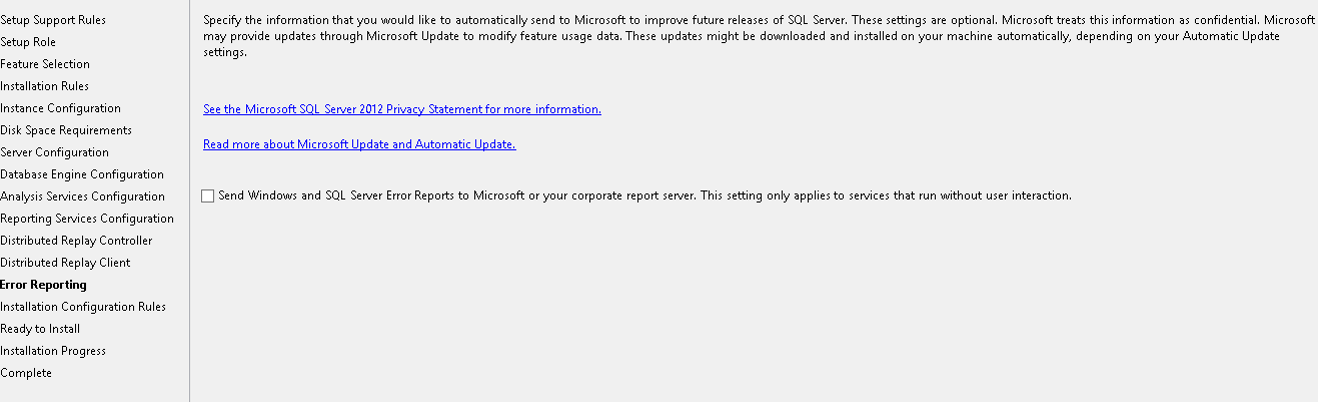 Setup Support Rules
Setup Role
Feature Selection
Installation Rules
Instance Configuration
Disk Space Requirements
Server Configuration
Database Engine Configuration
Analysis Services Configuration
Reporting Services Configuration
Distributed Replay Controller
Distributed Replay Client
Error Reporting
Installation Configuration Rules
Ready to Install
Installation Progress
Complete
Specify the information that you would like to automatically send to Microsoft to improve future releases of SQL Server. These settings are optional. Microsoft treats this information as confidential. Microsoft
may provide updates through Microsoft Update to modify feature usage data. These updates might be downloaded and installed on your machine automatically, depending on your Automatic Update
settings.
See the Microsoft SQL Server 2012 Privacy Statement for more information.
Read more about Microsoft Update and Automatic Update.
Send Windows and SQL Server Error Reports to Microsoft or your corporate report server. This setting only applies to services that run without user interaction.